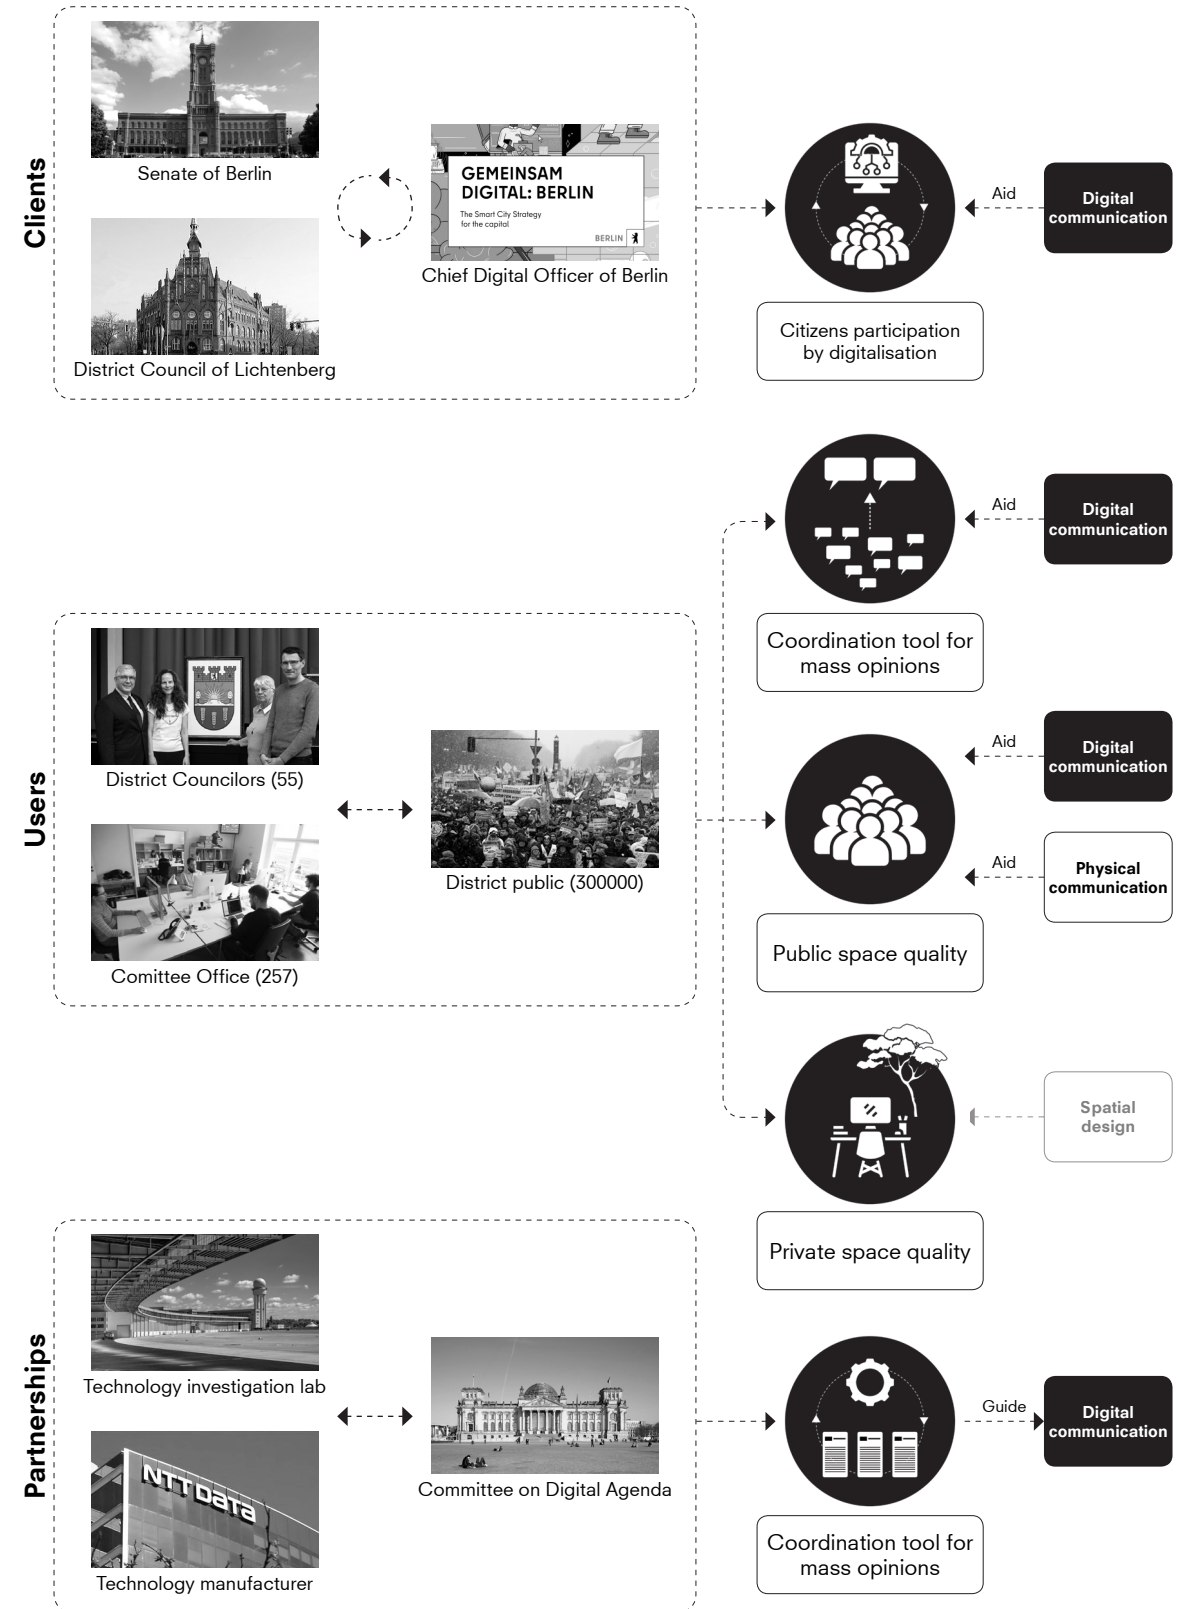 Clients
Senate of Berlin
District Council of Lichtenberg
GEMEINSAM
DIGITAL: BERLIN
The Smart City Strategy
for the capital
BERLIN
Chief Digital Officer of Berlin
Citizens participation
by digitalisation
Aid
Digital
communication
Coordination tool for
mass opinions
Aid
Digital
communication
Users
District Councilors (55)
Comittee Office (257)
District public (300000)
Public space quality
Aid
Digital
communication
Aid
Physical
communication
Private space quality
Spatial
design
Partnerships
Technology investigation lab
NTT DATA
Technology manufacturer
Committee on Digital Agenda
Coordination tool for
mass opinions
Guide
Digital
communication